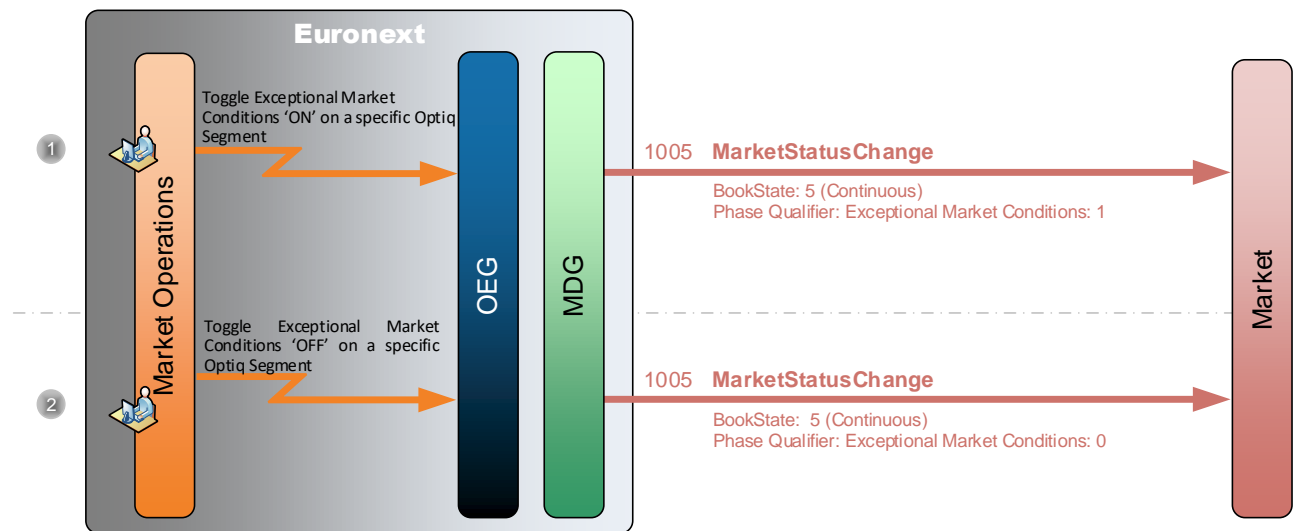 Euronext
Toggle Exceptional Market
Conditions ‘ON’ on a specific Optiq
Segment
1
1005 MarketStatusChange
BookState: 5 (Continuous)
Phase Qualifier: Exceptional Market Conditions: 1
Market Operations
OEG
MDG
Market
Toggle Exceptional Market
Conditions ‘OFF’ on a specific
Optiq Segment
2
1005 MarketStatusChange
BookState: 5 (Continuous)
Phase Qualifier: Exceptional Market Conditions: 0